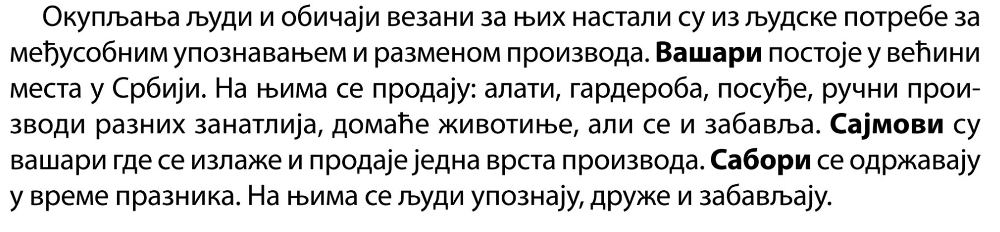 Окупљања људи и обичаји везани за њих настали су из људске потребе за
међусобним упознавањем и разменом производа. Вашари постоје у већини
места у Србији. На њима се продају: алати, гардероба, посуђе, ручни прои-
зводи разних занатлија, домаће животиње, али се и забавља. Сајмови су
вашари где се излаже и продаје једна врста производа. Сабори се одржавају
у време празника. На њима се људи упознају, друже и забављају.